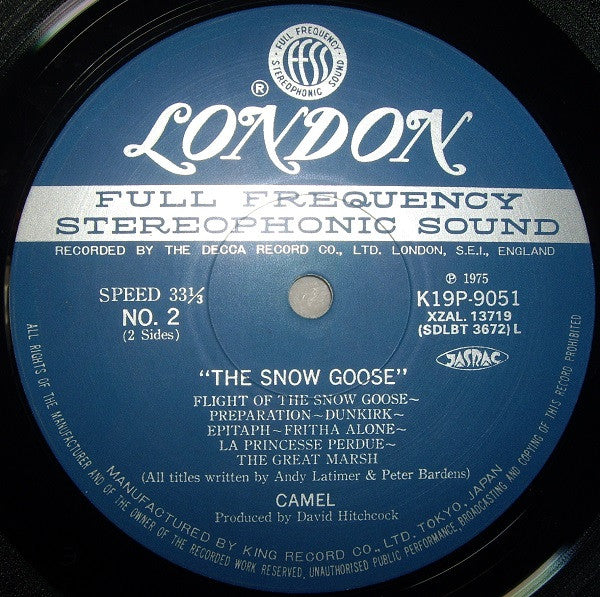 FULL FREQUENCY
FFSS
STEREOPHONIC SOUND
®
LONDON
FULL FREQUENCY
STEREOPHONIC SOUND
RECORDED BY THE DECCA RECORD CO., LTD. LONDON, S.E.I., ENGLAND
SPEED 33⅓
NO. 2
(2 Sides)
℗ 1975
K19P-9051
XZAL. 13719
(SDLBT 3672) L
JASRAC
"THE SNOW GOOSE"
FLIGHT OF THE SNOW GOOSE~
PREPARATION~DUNKIRK~
EPITAPH~FRITHA ALONE~
LA PRINCESSE PERDUE~
THE GREAT MARSH
(All titles written by Andy Latimer & Peter Bardens)
CAMEL
Produced by David Hitchcock
MANUFACTURED BY KING RECORD CO., LTD. TOKYO, JAPAN
ALL RIGHTS OF THE MANUFACTURER AND OF THE OWNER OF THE RECORDED WORK RESERVED, UNAUTHORISED PUBLIC PERFORMANCE, BROADCASTING AND COPYING OF THIS RECORD PROHIBITED